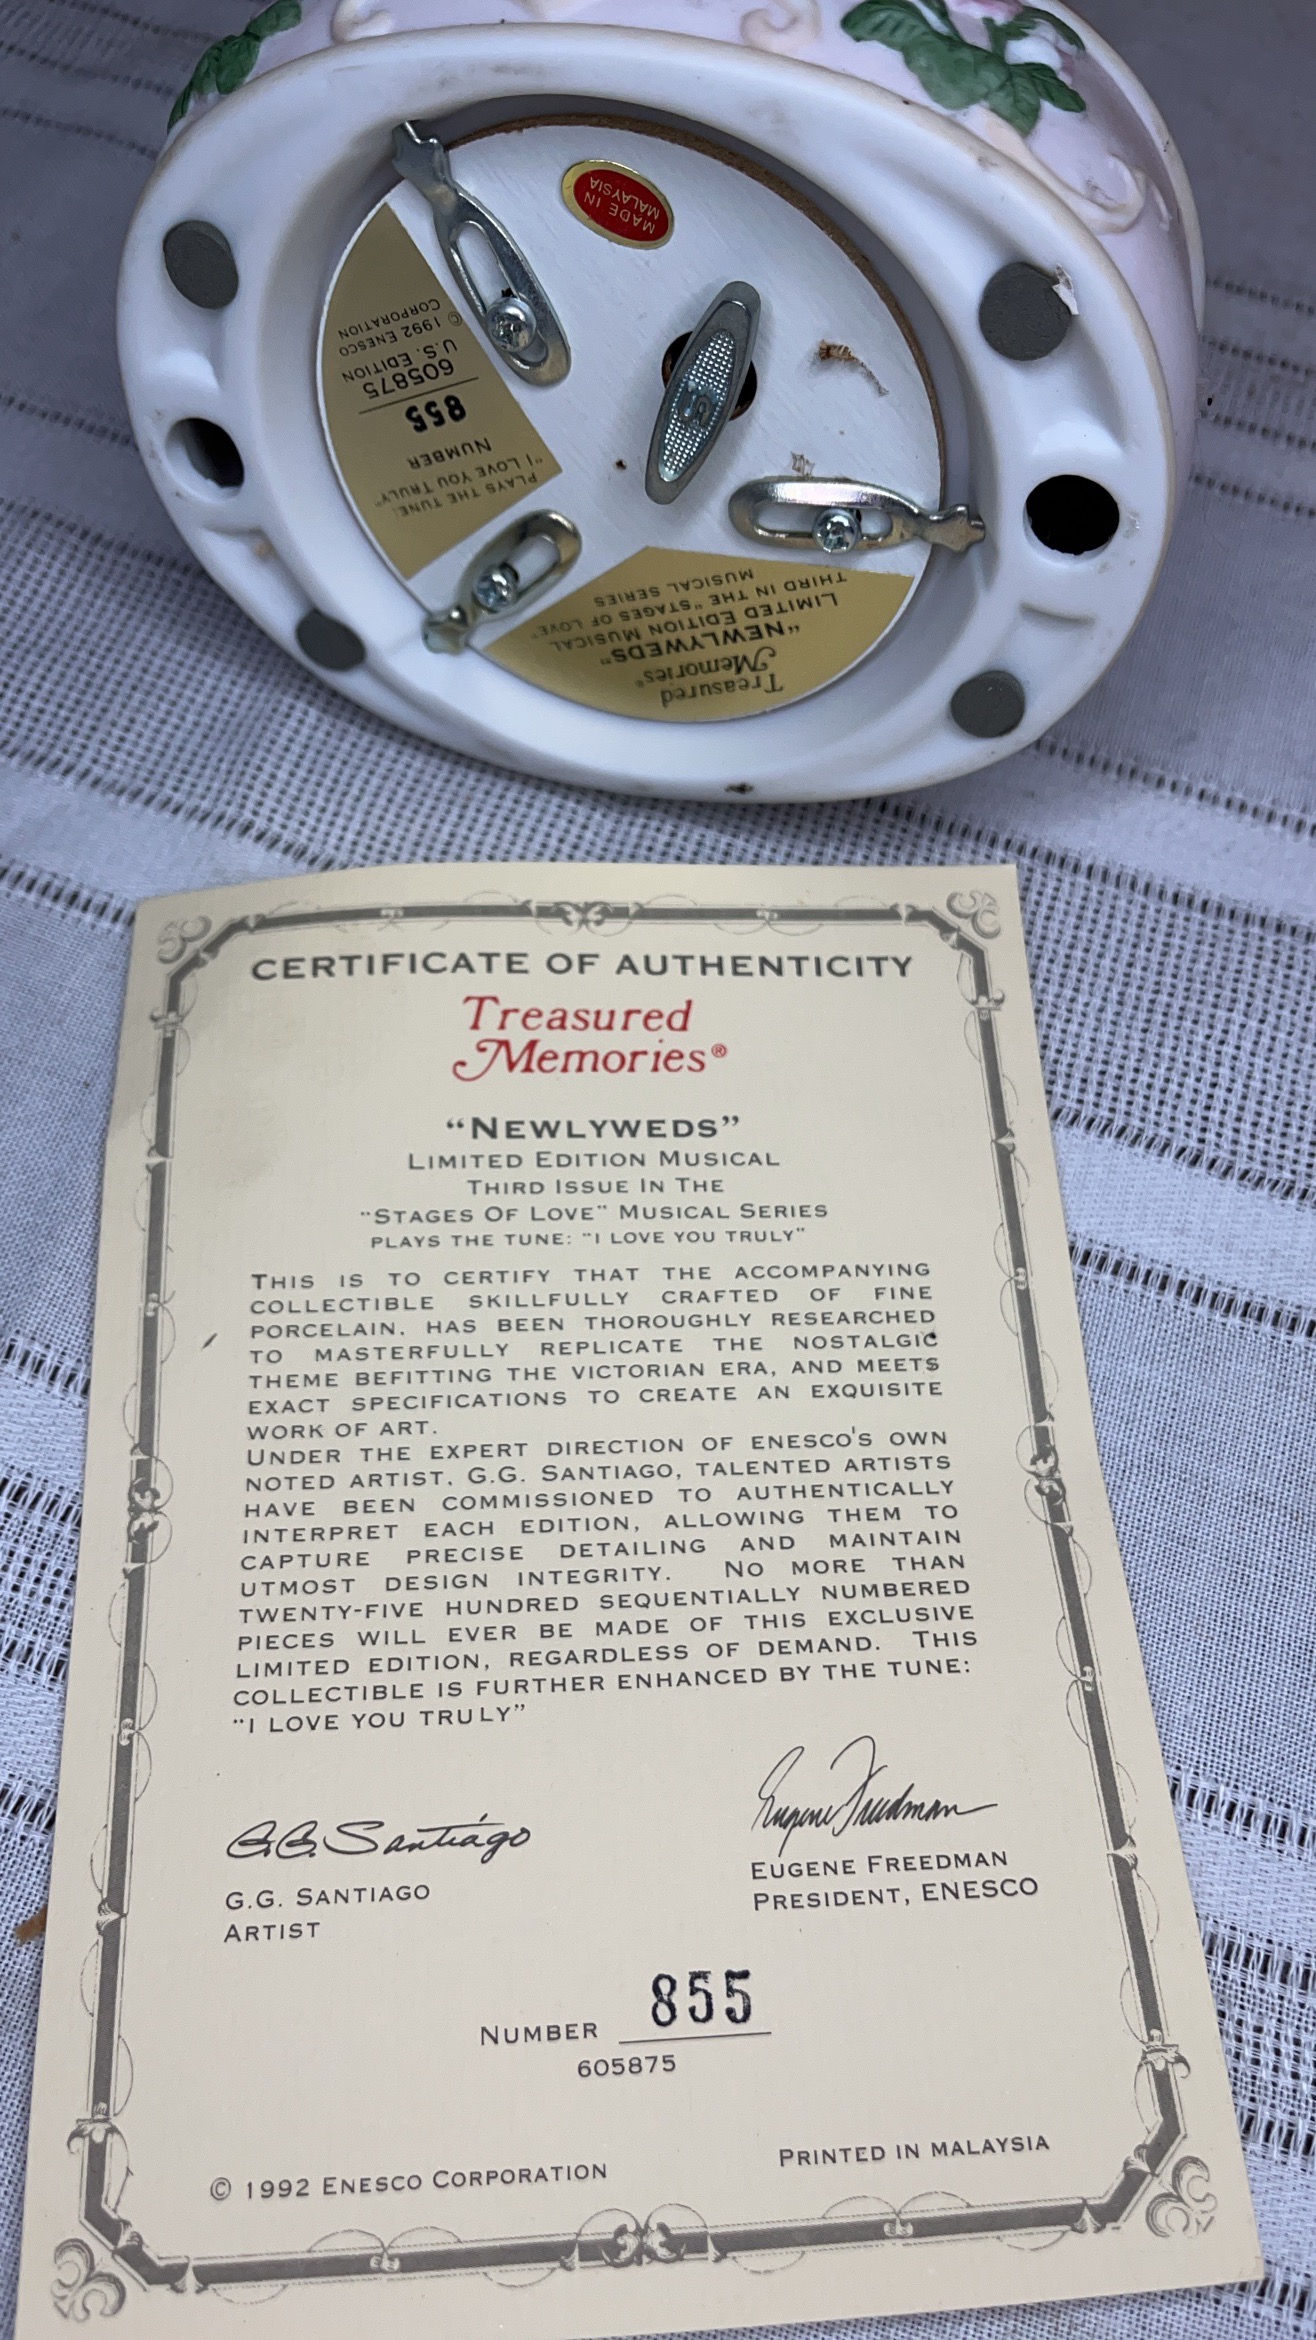 MADE IN
MALAYSIA
PLAYS THE TUNE:
"I LOVE YOU TRULY"
NUMBER
855
605875
U.S. EDITION
© 1992 ENESCO
CORPORATION
Treasured
Memories®
"NEWLYWEDS"
LIMITED EDITION MUSICAL
THIRD IN THE "STAGES OF LOVE"
MUSICAL SERIES
CERTIFICATE OF AUTHENTICITY
Treasured
Memories®
"NEWLYWEDS"
LIMITED EDITION MUSICAL
THIRD ISSUE IN THE
"STAGES OF LOVE" MUSICAL SERIES
PLAYS THE TUNE: "I LOVE YOU TRULY"
THIS IS TO CERTIFY THAT THE ACCOMPANYING
COLLECTIBLE SKILLFULLY CRAFTED OF FINE
PORCELAIN, HAS BEEN THOROUGHLY RESEARCHED
TO MASTERFULLY REPLICATE THE NOSTALGIC
THEME BEFITTING THE VICTORIAN ERA, AND MEETS
EXACT SPECIFICATIONS TO CREATE AN EXQUISITE
WORK OF ART.
UNDER THE EXPERT DIRECTION OF ENESCO'S OWN
NOTED ARTIST, G.G. SANTIAGO, TALENTED ARTISTS
HAVE BEEN COMMISSIONED TO AUTHENTICALLY
INTERPRET EACH EDITION, ALLOWING THEM TO
CAPTURE PRECISE DETAILING AND MAINTAIN
UTMOST DESIGN INTEGRITY. NO MORE THAN
TWENTY-FIVE HUNDRED SEQUENTIALLY NUMBERED
PIECES WILL EVER BE MADE OF THIS EXCLUSIVE
LIMITED EDITION, REGARDLESS OF DEMAND. THIS
COLLECTIBLE IS FURTHER ENHANCED BY THE TUNE:
"I LOVE YOU TRULY"
G.G. Santiago
Eugene Freedman
G.G. SANTIAGO
ARTIST
EUGENE FREEDMAN
PRESIDENT, ENESCO
NUMBER 855
605875
© 1992 ENESCO CORPORATION
PRINTED IN MALAYSIA